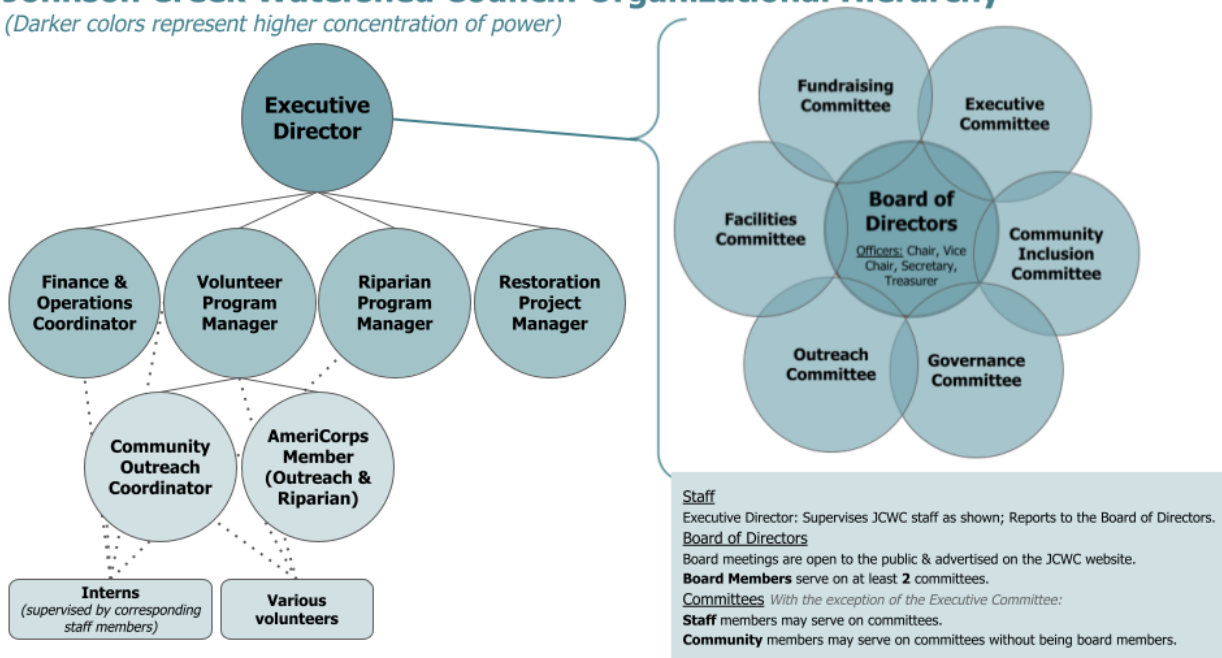 Johnson Creek Watershed Council: Organizational Hierarchy
(Darker colors represent higher concentration of power)
Executive
Director
Finance &
Operations
Coordinator
Volunteer
Program
Manager
Riparian
Program
Manager
Restoration
Project
Manager
Community
Outreach
Coordinator
AmeriCorps
Member
(Outreach &
Riparian)
Interns
(supervised by corresponding
staff members)
Various
volunteers
Fundraising
Committee
Executive
Committee
Facilities
Committee
Board of
Directors
Officers: Chair, Vice
Chair, Secretary,
Treasurer
Community
Inclusion
Committee
Outreach
Committee
Governance
Committee
Staff
Executive Director: Supervises JCWC staff as shown; Reports to the Board of Directors.
Board of Directors
Board meetings are open to the public & advertised on the JCWC website.
Board Members serve on at least 2 committees.
Committees With the exception of the Executive Committee:
Staff members may serve on committees.
Community members may serve on committees without being board members.